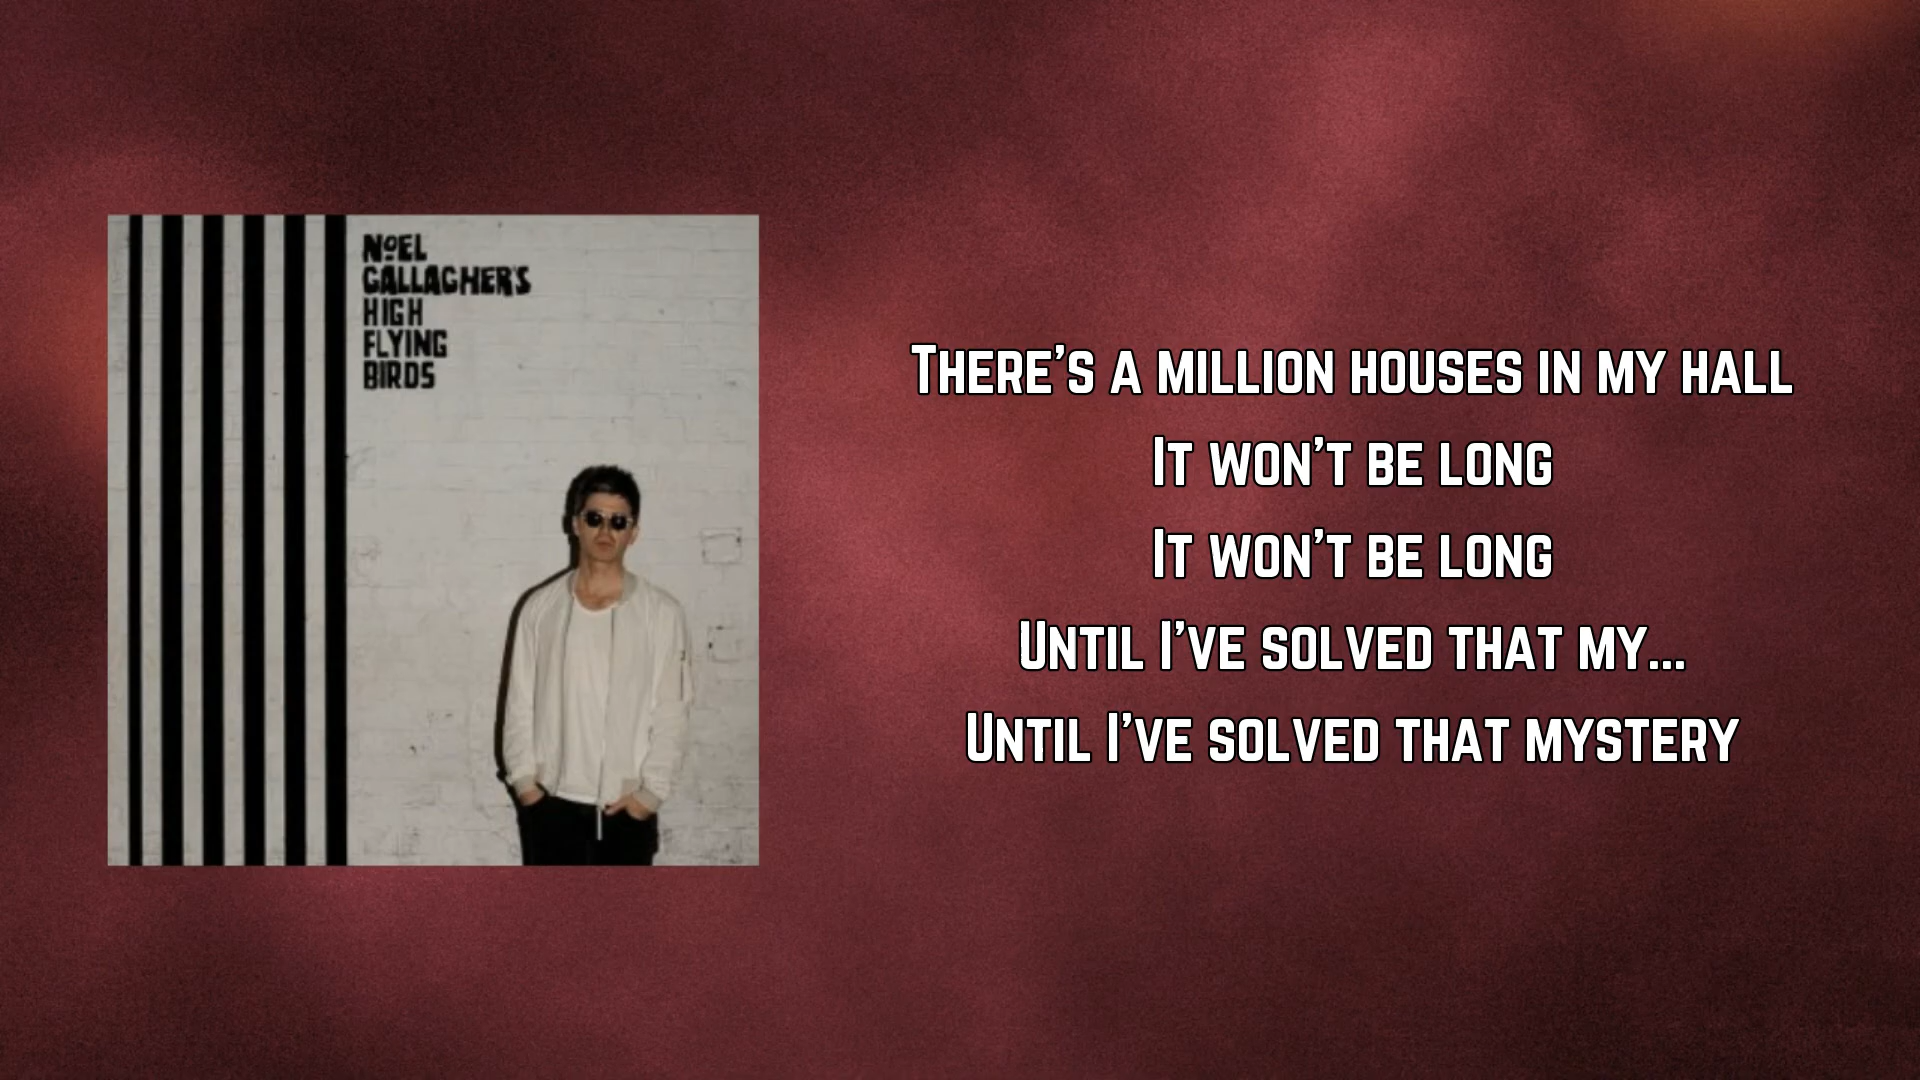 NOEL
GALLAGHER'S
HIGH
FLYING
BIRDS
There's a million houses in my hall
It won't be long
It won't be long
Until I've solved that my...
Until I've solved that mystery